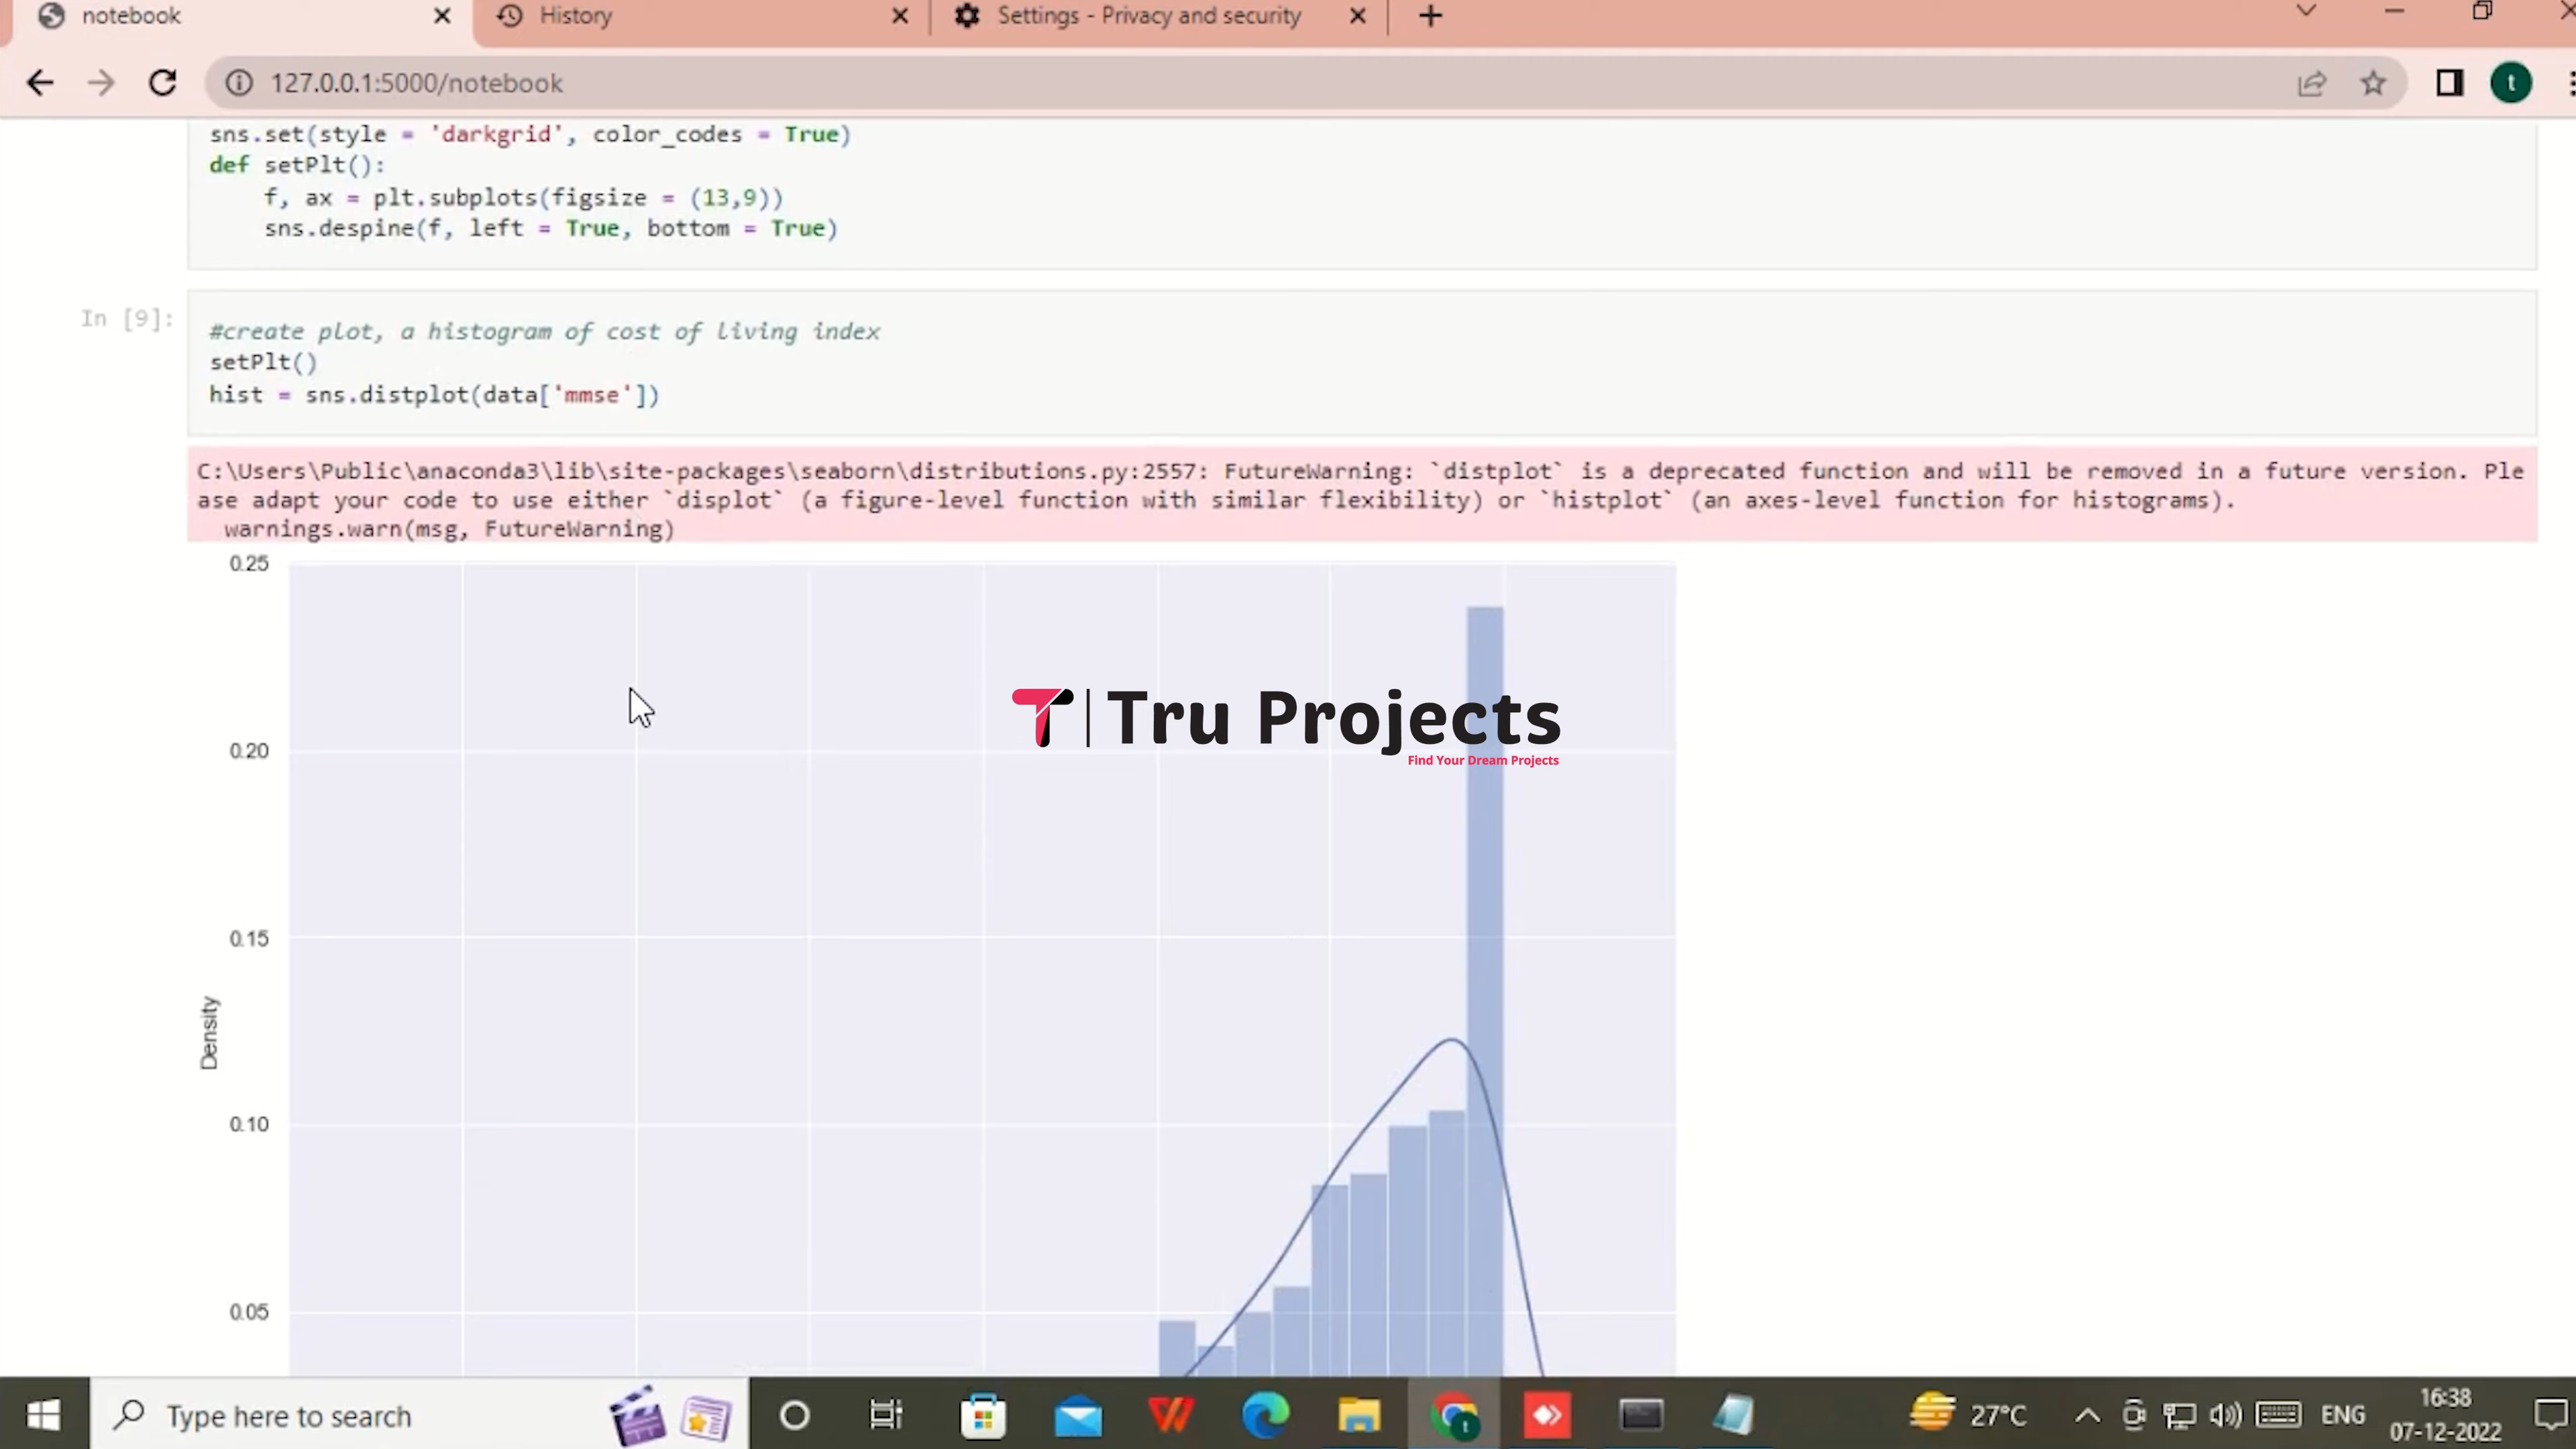 notebook
History
Settings - Privacy and security
127.0.0.1:5000/notebook
t
sns.set(style = 'darkgrid', color_codes = True)
def setPlt():
    f, ax = plt.subplots(figsize = (13,9))
    sns.despine(f, left = True, bottom = True)
In [9]:
#create plot, a histogram of cost of living index
setPlt()
hist = sns.distplot(data['mmse'])
C:\Users\Public\anaconda3\lib\site-packages\seaborn\distributions.py:2557: FutureWarning: `distplot` is a deprecated function and will be removed in a future version. Ple
ase adapt your code to use either `displot` (a figure-level function with similar flexibility) or `histplot` (an axes-level function for histograms).
  warnings.warn(msg, FutureWarning)
0.25
Tru Projects
Find Your Dream Projects
0.20
0.15
Density
0.10
0.05
Type here to search
27°C
ENG
16:38
07-12-2022